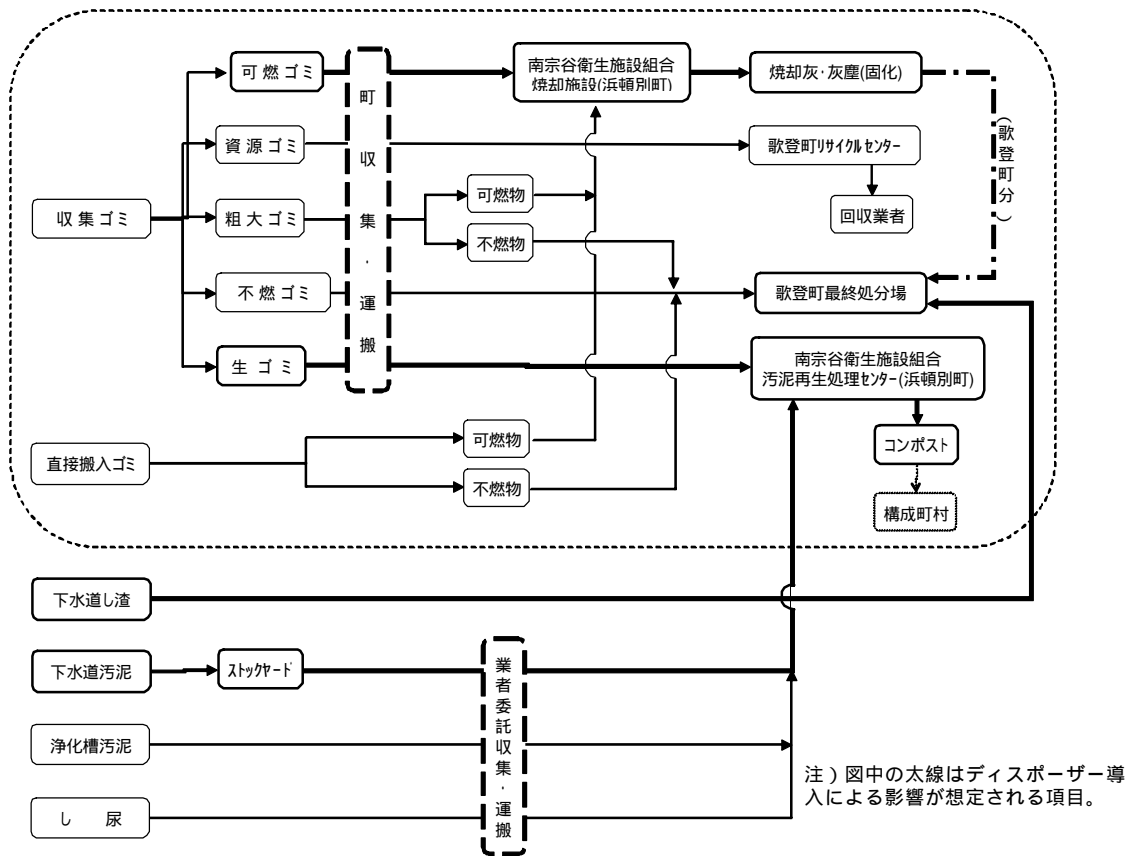 可燃ゴミ
南宗谷衛生施設組合
焼却施設(浜頓別町)
焼却灰・灰塵(固化)
町収集・運搬
(歌登町分)
資源ゴミ
歌登町リサイクルセンター
収集ゴミ
粗大ゴミ
可燃物
不燃物
回収業者
不燃ゴミ
歌登町最終処分場
生ゴミ
南宗谷衛生施設組合
汚泥再生処理センター(浜頓別町)
直接搬入ゴミ
可燃物
不燃物
コンポスト
構成町村
下水道し渣
下水道汚泥
ストックヤード
業者委託収集・運搬
浄化槽汚泥
し 尿
注）図中の太線はディスポーザー導
入による影響が想定される項目。